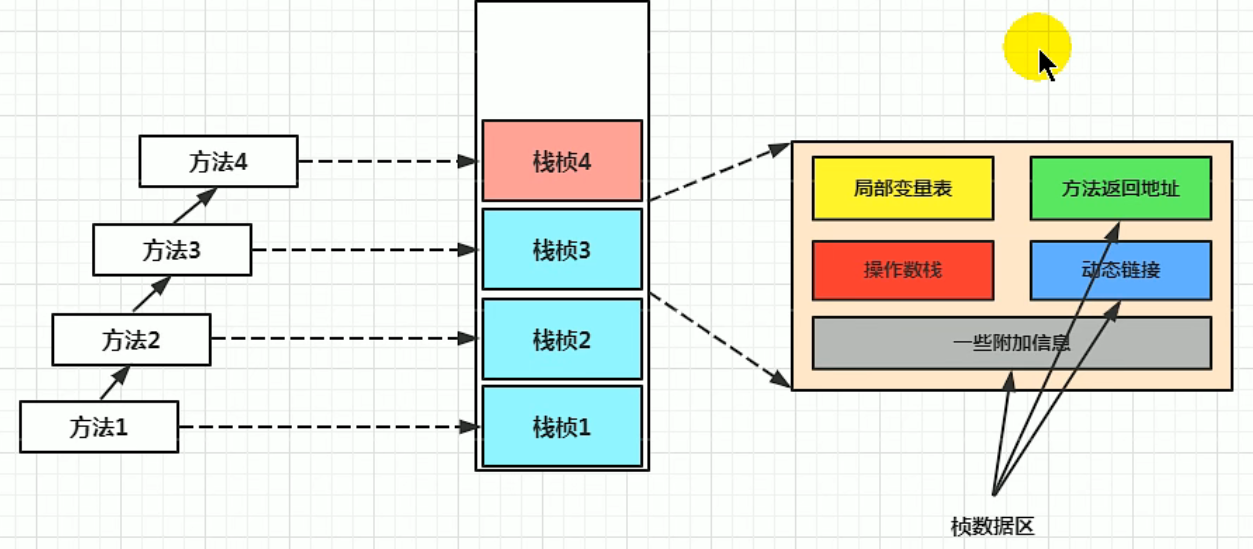 方法4
栈桢4
局部变量表
方法返回地址
方法3
栈桢3
操作数栈
动态链接
方法2
栈桢2
一些附加信息
方法1
栈桢1
桢数据区